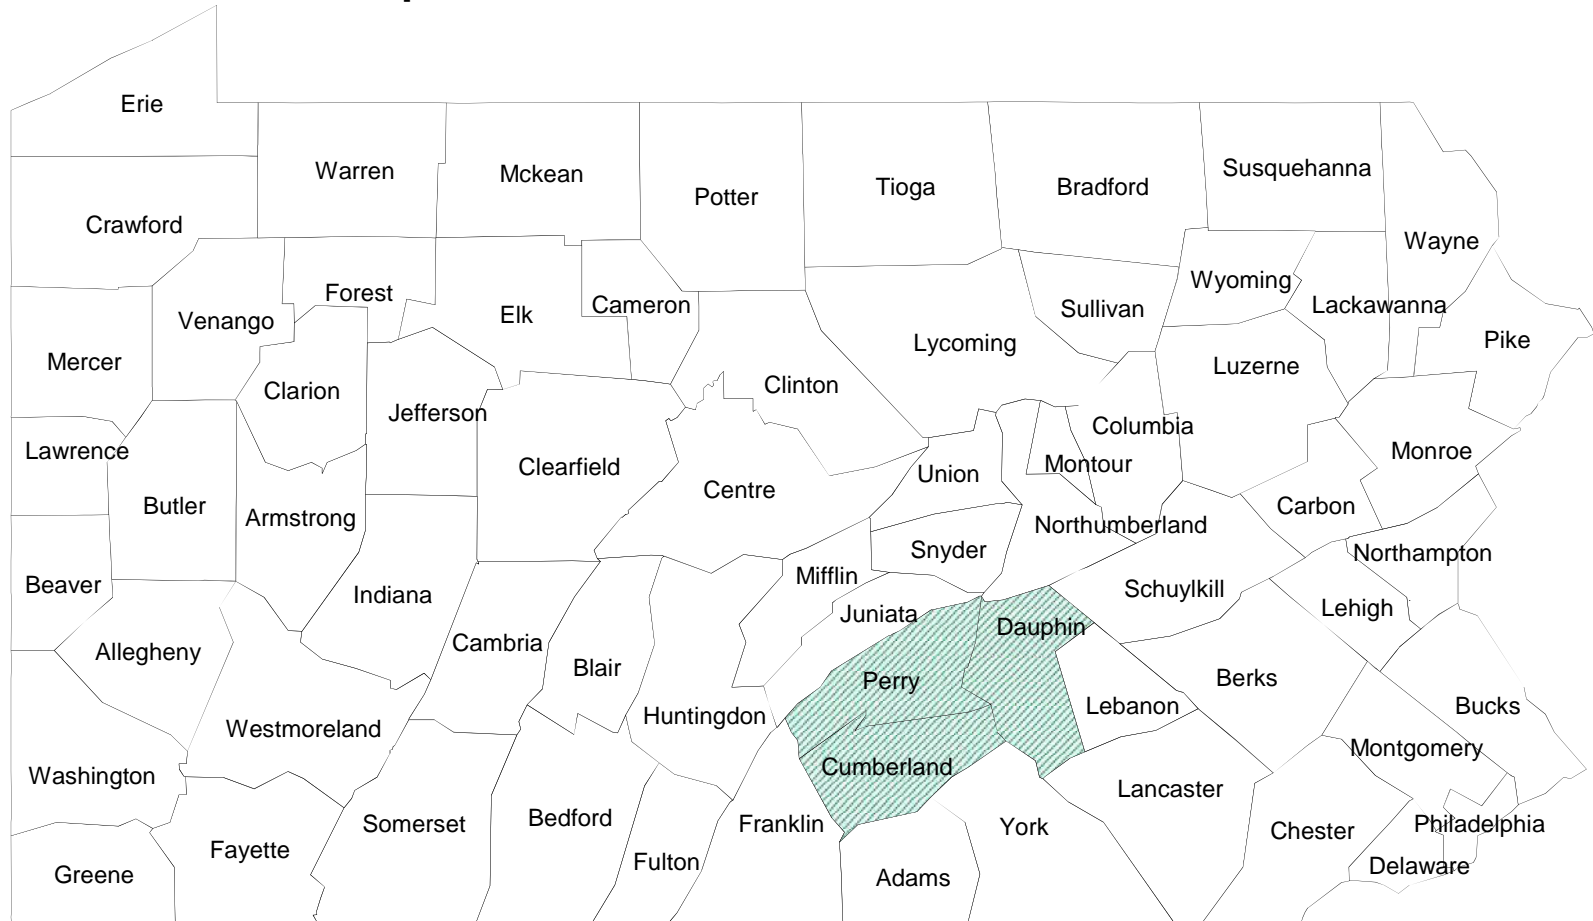 Erie
Warren
Mckean
Potter
Tioga
Bradford
Susquehanna
Crawford
Wayne
Forest
Venango
Elk
Cameron
Wyoming
Sullivan
Lackawanna
Mercer
Lycoming
Pike
Luzerne
Clarion
Clinton
Jefferson
Columbia
Lawrence
Clearfield
Centre
Union
Montour
Monroe
Butler
Armstrong
Carbon
Northumberland
Snyder
Northampton
Beaver
Indiana
Mifflin
Juniata
Schuylkill
Lehigh
Allegheny
Cambria
Blair
Dauphin
Perry
Berks
Westmoreland
Huntingdon
Lebanon
Bucks
Washington
Cumberland
Montgomery
Lancaster
Somerset
Bedford
Franklin
York
Chester
Philadelphia
Greene
Fayette
Fulton
Adams
Delaware